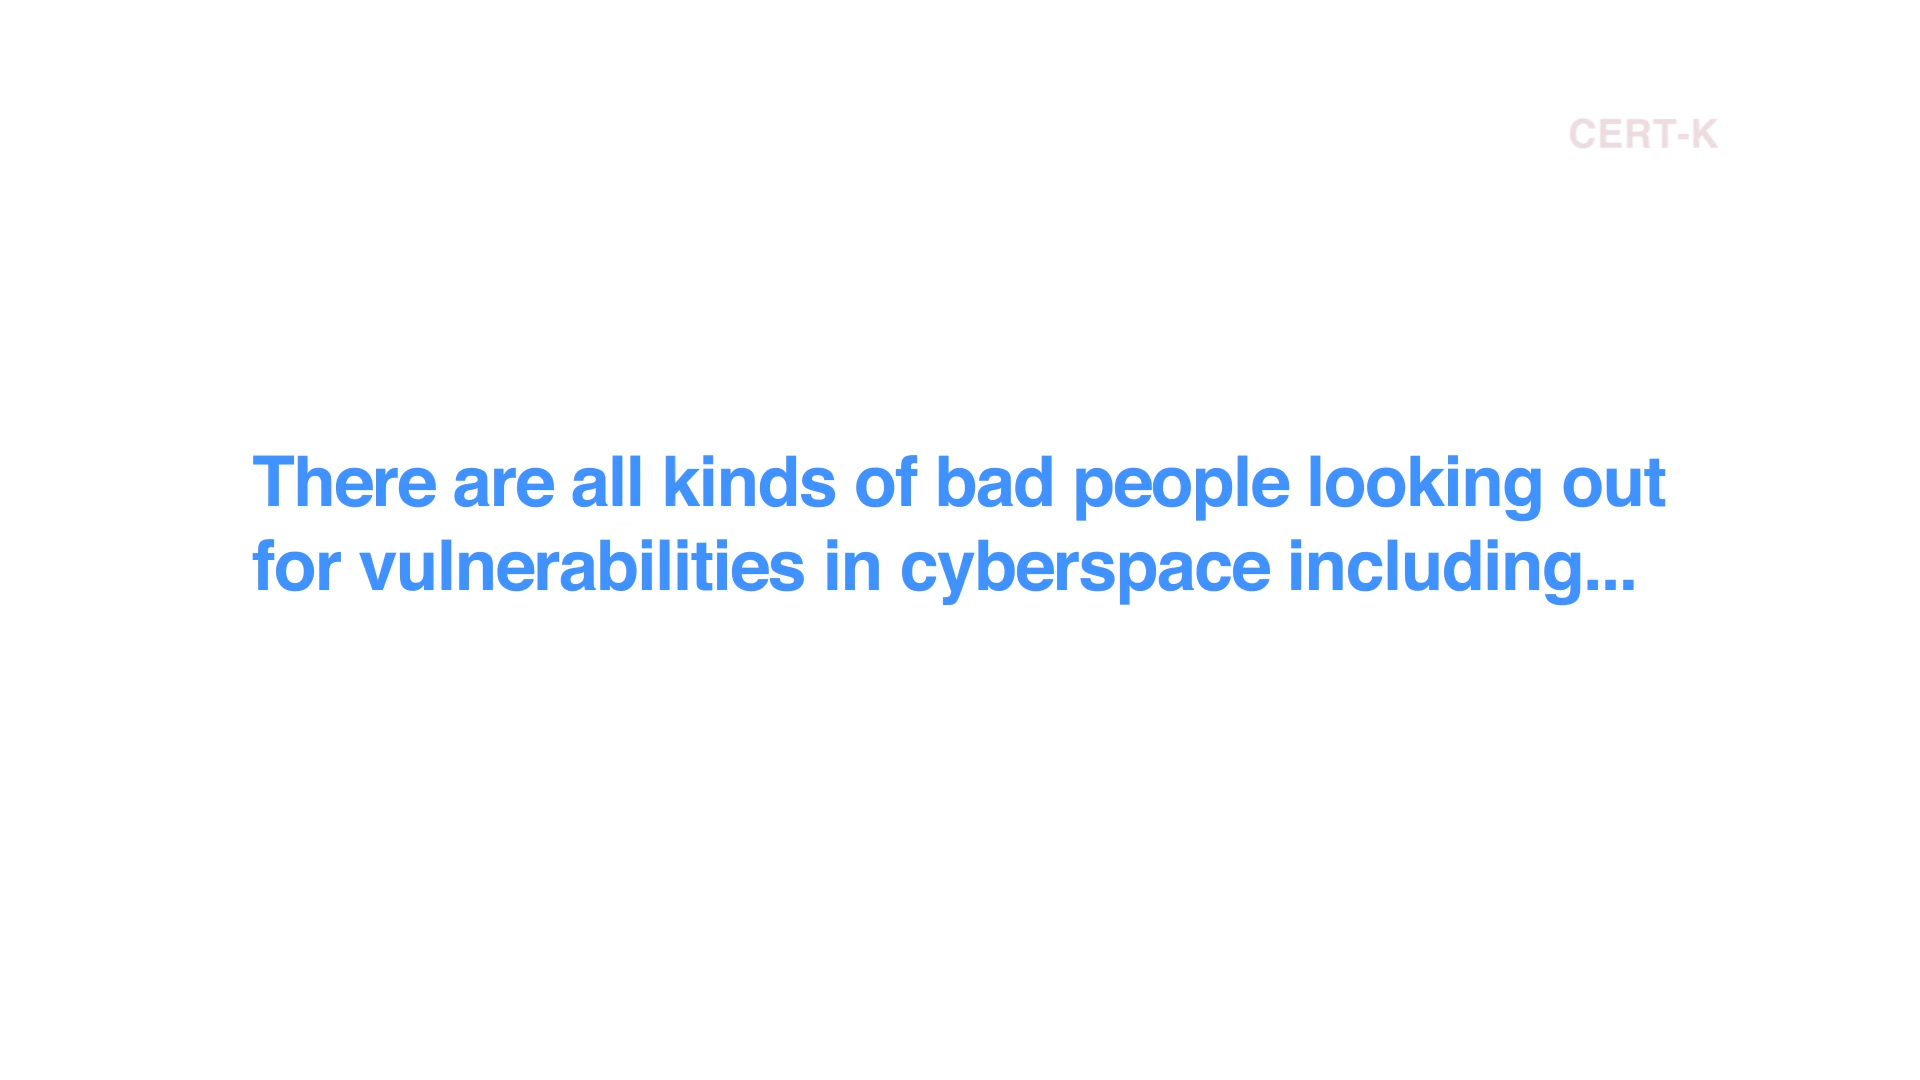 CERT-K
There are all kinds of bad people looking out
for vulnerabilities in cyberspace including...